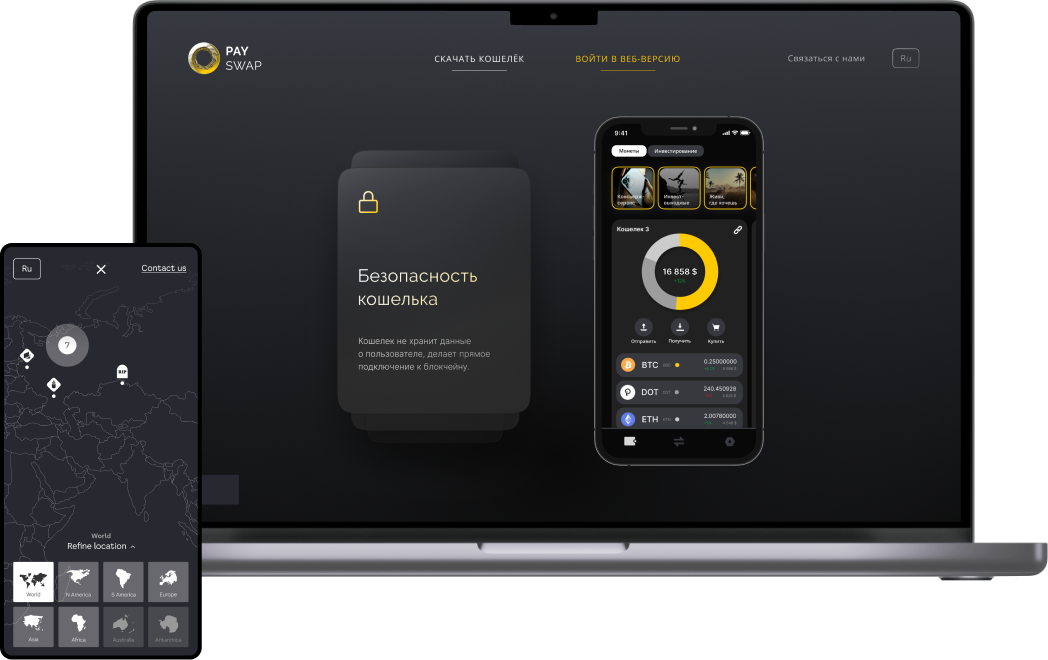 PAY
SWAP
СКАЧАТЬ КОШЕЛЁК
ВОЙТИ В ВЕБ-ВЕРСИЮ
Связаться с нами
Ru
Безопасность
кошелька
Кошелек не хранит данные
о пользователе, делает прямое
подключение к блокчейну.
9:41
Монеты
Инвестирование
Инвест-
выходные
Живи,
где хочешь
Кошелек 3
16 858 $
+12%
Отправить
Получить
Купить
BTC
0.25000000
DOT
240.450928
ETH
2.00780000
Ru
Contact us
7
RIP
World
Refine location
World
N America
S America
Europe
Asia
Africa
Australia
Antarctica